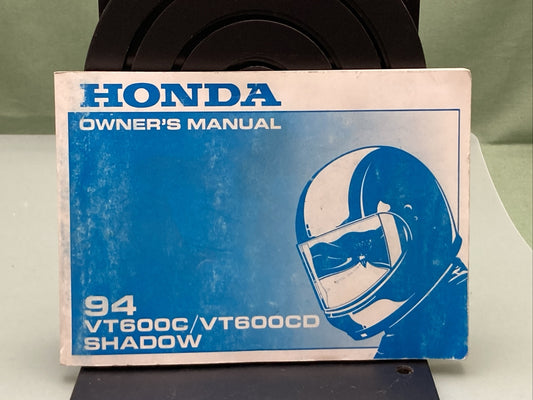 HONDA
OWNER'S MANUAL
94
VT600C/VT600CD
SHADOW